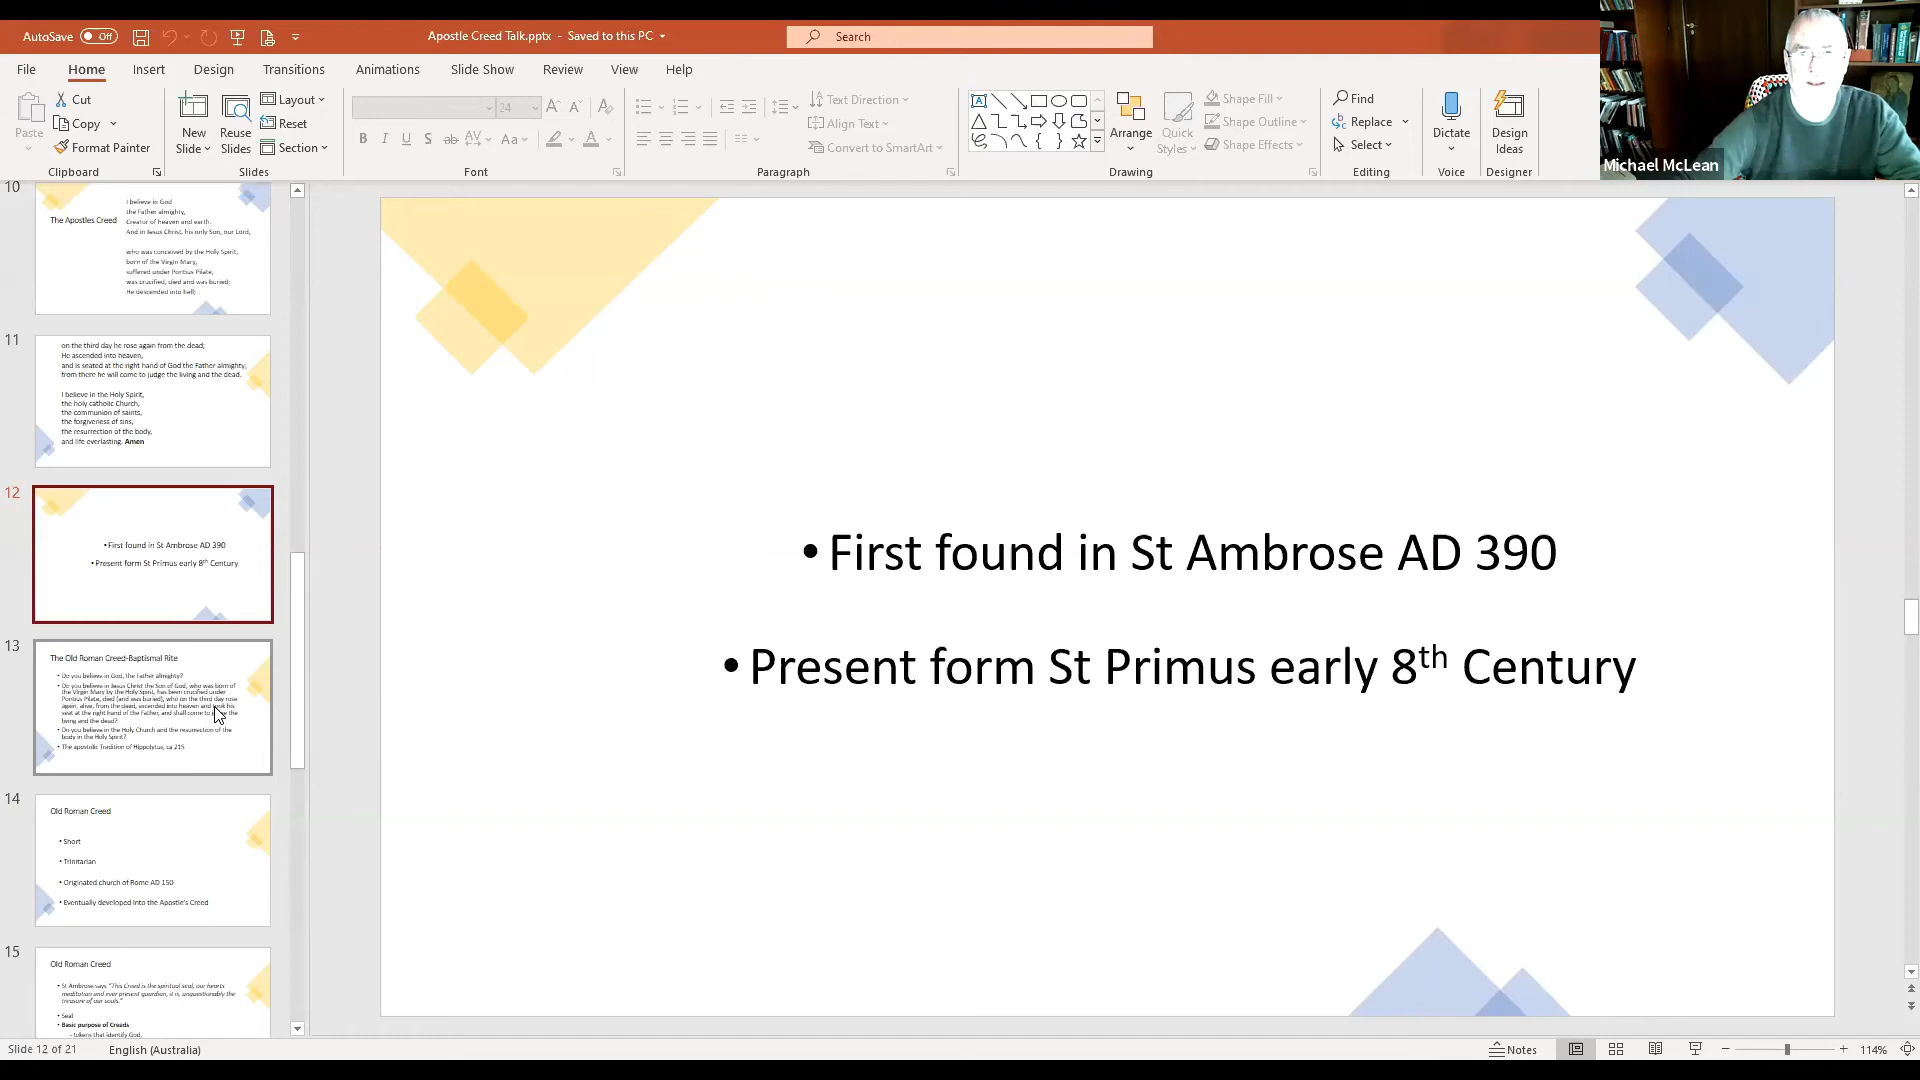 AutoSave Off
Apostle Creed Talk.pptx - Saved to this PC
Search
File Home Insert Design Transitions Animations Slide Show Review View Help
Paste
Cut
Copy
Format Painter
Clipboard
New Slide
Reuse Slides
Layout
Reset
Section
Slides
34
Font
Text Direction
Align Text
Convert to SmartArt
Paragraph
Arrange
Quick Styles
Shape Fill
Shape Outline
Shape Effects
Drawing
Find
Replace
Select
Editing
Dictate
Voice
Design Ideas
Designer
Michael McLean
10
The Apostles Creed
I believe in God
the Father almighty,
Creator of heaven and earth.
And in Jesus Christ, his only Son, our Lord,
who was conceived by the Holy Spirit,
born of the Virgin Mary,
suffered under Pontius Pilate,
was crucified, died and was buried;
He descended into hell;
11
on the third day he rose again from the dead;
He ascended into heaven,
and is seated at the right hand of God the Father almighty,
from there he will come to judge the living and the dead.
I believe in the Holy Spirit,
the holy catholic Church,
the communion of saints,
the forgiveness of sins,
the resurrection of the body,
and life everlasting. Amen
12
• First found in St Ambrose AD 390
• Present form St Primus early 8th Century
13
The Old Roman Creed-Baptismal Rite
• Do you believe in God, the Father almighty?
• Do you believe in Jesus Christ the Son of God, who was born of
the Virgin Mary by the Holy Spirit, has been crucified under
Pontius Pilate, died (and was buried), who on the third day rose
again, alive, from the dead, ascended into heaven and took his
seat at the right hand of the Father, and shall come to judge the
living and the dead?
• Do you believe in the Holy Church and the resurrection of the
body in the Holy Spirit?
• The apostolic Tradition of Hippolytus, ca 215
14
Old Roman Creed
• Short
• Trinitarian
• Originated church of Rome AD 150
• Eventually developed into the Apostle's Creed
15
Old Roman Creed
• St Ambrose says "This Creed is the spiritual seal, our hearts
meditation and ever present guardian, it is, unquestionably the
treasure of our souls."
• Seal
• Basic purpose of Creeds
- tokens that identify God,
• First found in St Ambrose AD 390
• Present form St Primus early 8th Century
Slide 12 of 21
English (Australia)
Notes
114%